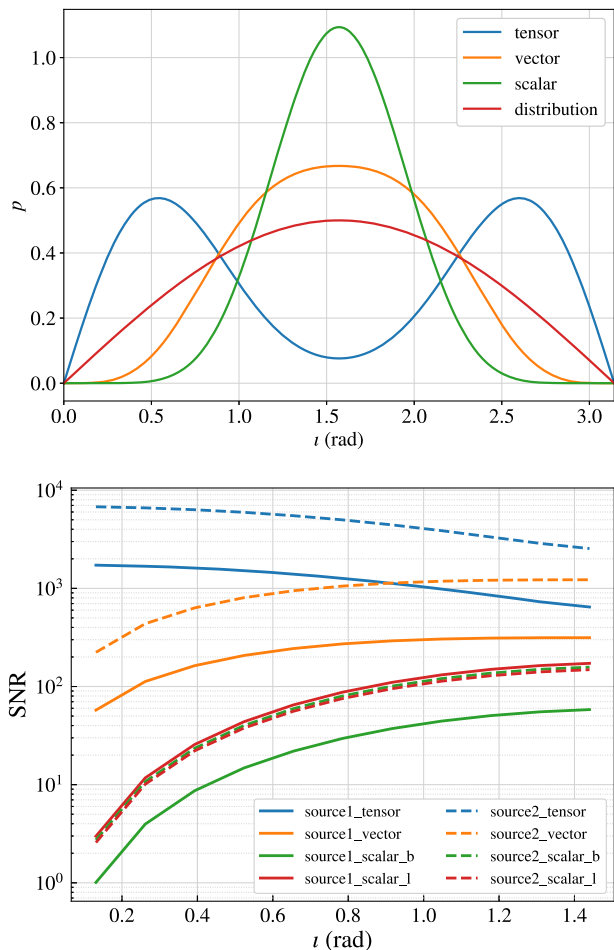 tensor
vector
scalar
distribution
p
1.0
0.8
0.6
0.4
0.2
0.0
0.0 0.5 1.0 1.5 2.0 2.5 3.0
ι (rad)
SNR
10⁴
10³
10²
10¹
10⁰
source1_tensor source2_tensor
source1_vector source2_vector
source1_scalar_b source2_scalar_b
source1_scalar_l source2_scalar_l
0.2 0.4 0.6 0.8 1.0 1.2 1.4
ι (rad)